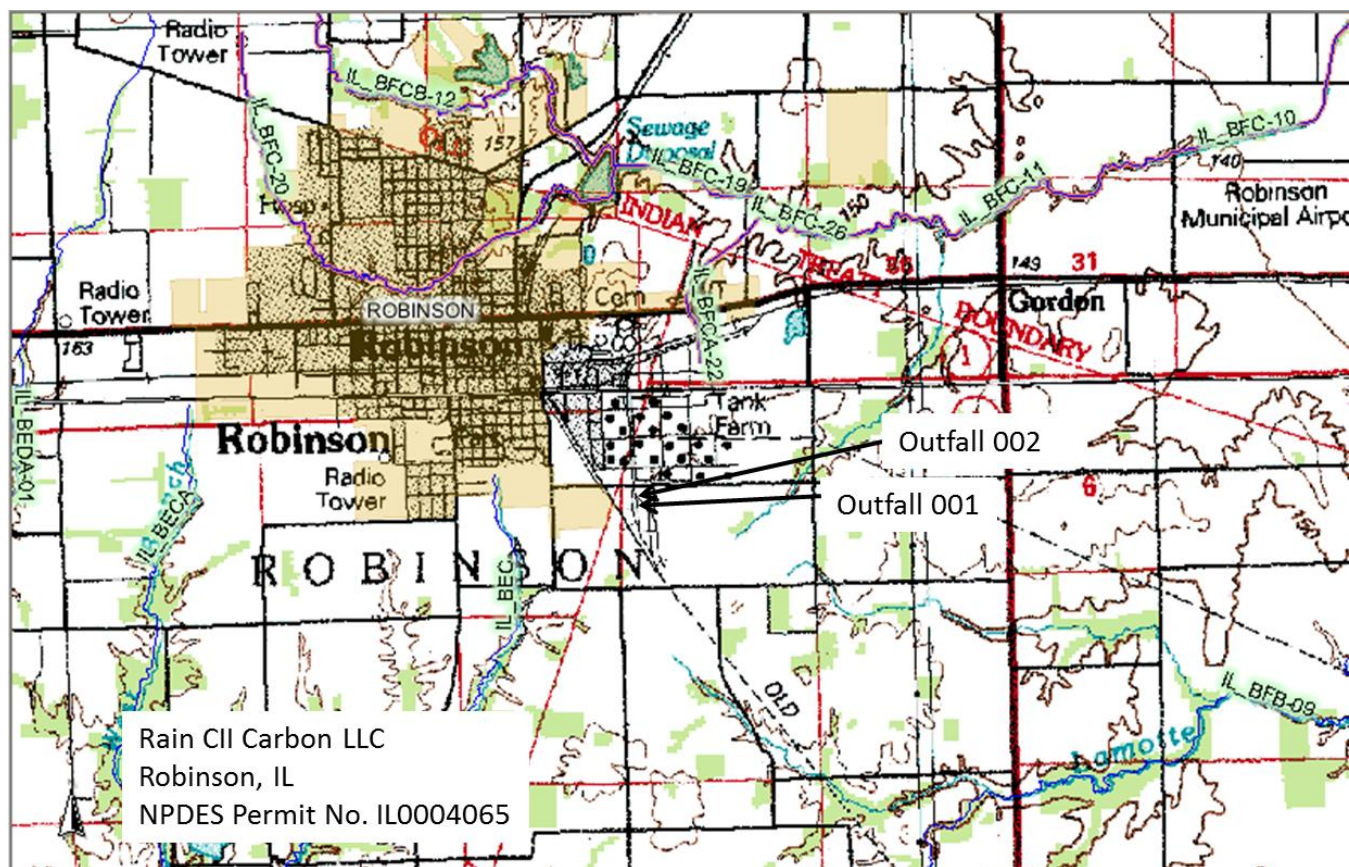 Radio
Tower
IL_BFCB-12
IL_BFC-20
157
Sewage
Disposal
IL_BFC-19
IL_BFC-10
140
IL_BFC-11
Robinson
Municipal Airpo
150
IL_BFC-26
INDIAN
TREATY
BOUNDARY
IL_BFCA-22
Radio
Tower
163
Cem
ROBINSON
Robinson
149
31
Gordon
1
IL_BEDA-01
Tank
Farm
Robinson
Radio
Tower
Outfall 002
Outfall 001
6
150
IL_BECA
IL_BEC
ROBINSON
OLD
IL_BFB-09
Lamotte
Rain CII Carbon LLC
Robinson, IL
NPDES Permit No. IL0004065